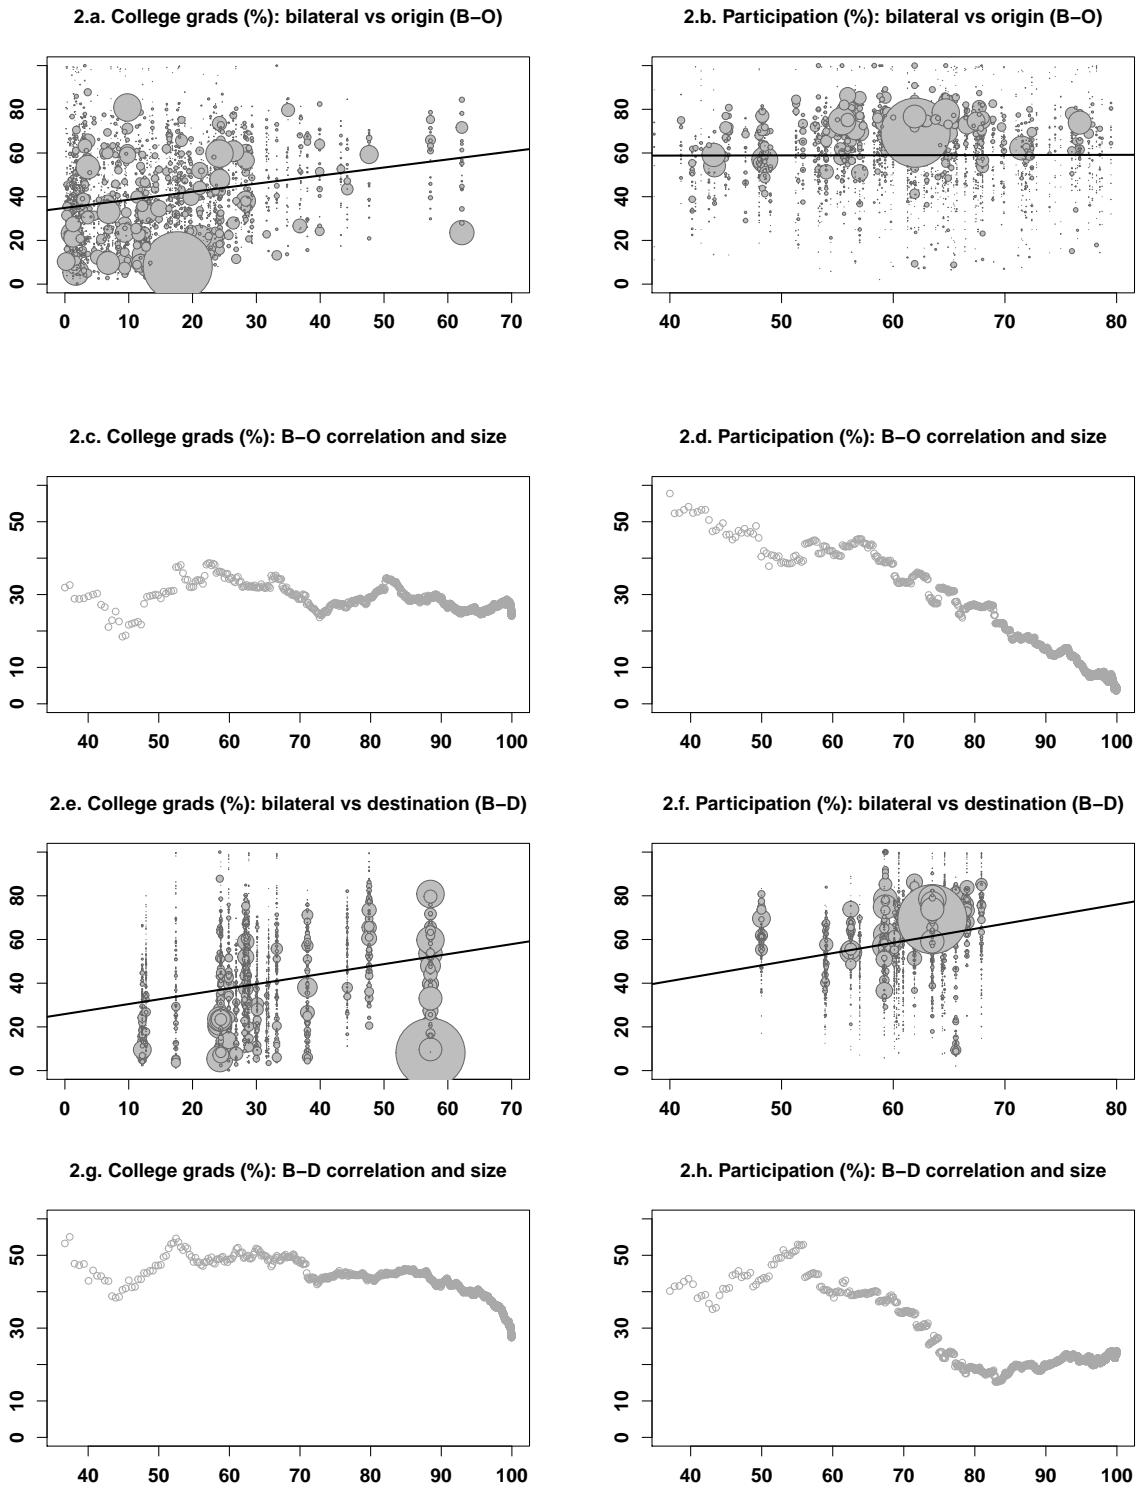 2.a. College grads (%): bilateral vs origin (B−O)
2.b. Participation (%): bilateral vs origin (B−O)
80
60
40
20
0
0 10 20 30 40 50 60 70
80
60
40
20
0
40 50 60 70 80
2.c. College grads (%): B−O correlation and size
2.d. Participation (%): B−O correlation and size
50
30
10
0
40 50 60 70 80 90 100
50
30
10
0
40 50 60 70 80 90 100
2.e. College grads (%): bilateral vs destination (B−D)
2.f. Participation (%): bilateral vs destination (B−D)
80
60
40
20
0
0 10 20 30 40 50 60 70
80
60
40
20
0
40 50 60 70 80
2.g. College grads (%): B−D correlation and size
2.h. Participation (%): B−D correlation and size
50
30
10
0
40 50 60 70 80 90 100
50
30
10
0
40 50 60 70 80 90 100